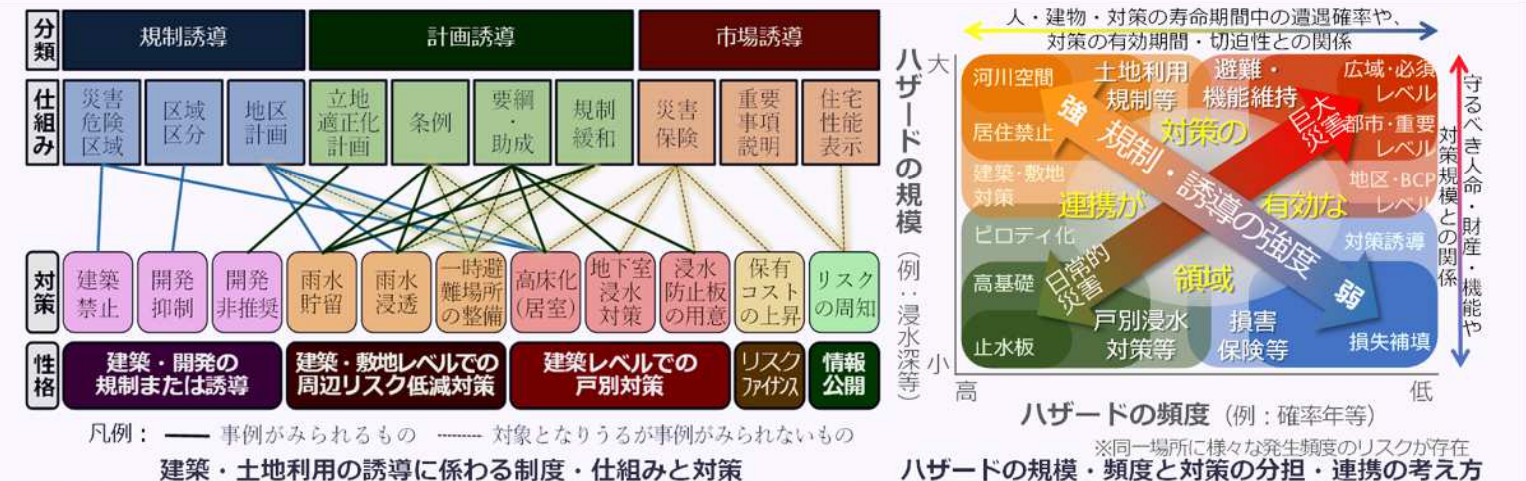 分類
規制誘導
計画誘導
市場誘導
仕組み
災害
危険
区域
区域
区分
地区
計画
立地
適正化
計画
条例
要綱
・
助成
規制
緩和
災害
保険
重要
事項
説明
住宅
性能
表示
対策
建築
禁止
開発
抑制
開発
非推奨
雨水
貯留
雨水
浸透
一時避
難場所
の整備
高床化
(居室)
地下室
浸水
対策
浸水
防止板
の用意
保有
コスト
の上昇
リスク
の周知
性格
建築・開発の
規制または誘導
建築・敷地レベルでの
周辺リスク低減対策
建築レベルでの
戸別対策
リスク
ファイナンス
情報
公開
凡例： 事例がみられるもの 対象となりうるが事例がみられないもの
建築・土地利用の誘導に係わる制度・仕組みと対策
人・建物・対策の寿命期間中の遭遇確率や、
対策の有効期間・切迫性との関係
ハザードの規模（例：浸水深等）
大
小
河川空間
居住禁止
建築・敷地
対策
ピロティ化
高基礎
止水板
土地利用
規制等
避難・
機能維持
広域・必須
レベル
都市・重要
レベル
地区・BCP
レベル
対策誘導
損失補填
強
規制・誘導の強度
弱
巨大
災害
日常的
災害
対策の
連携が
有効な
領域
戸別浸水
対策等
損害
保険等
守るべき人命・財産・機能や
対策規模との関係
高
低
ハザードの頻度（例：確率年等）
※同一場所に様々な発生頻度のリスクが存在
ハザードの規模・頻度と対策の分担・連携の考え方